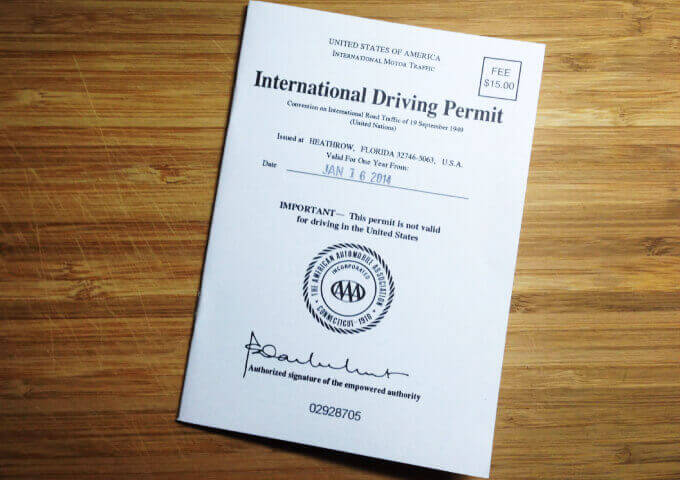 UNITED STATES OF AMERICA
INTERNATIONAL MOTOR TRAFFIC
FEE
$15.00
International Driving Permit
Convention on International Road Traffic of 19 September 1949
(United Nations)
Issued at HEATHROW, FLORIDA 32746-5063, U.S.A.
Valid For One Year From:
Date JAN 16 2014
IMPORTANT— This permit is not valid
for driving in the United States
THE AMERICAN AUTOMOBILE ASSOCIATION
INCORPORATED
AAA
CONNECTICUT-1910
Authorized signature of the empowered authority
02928705